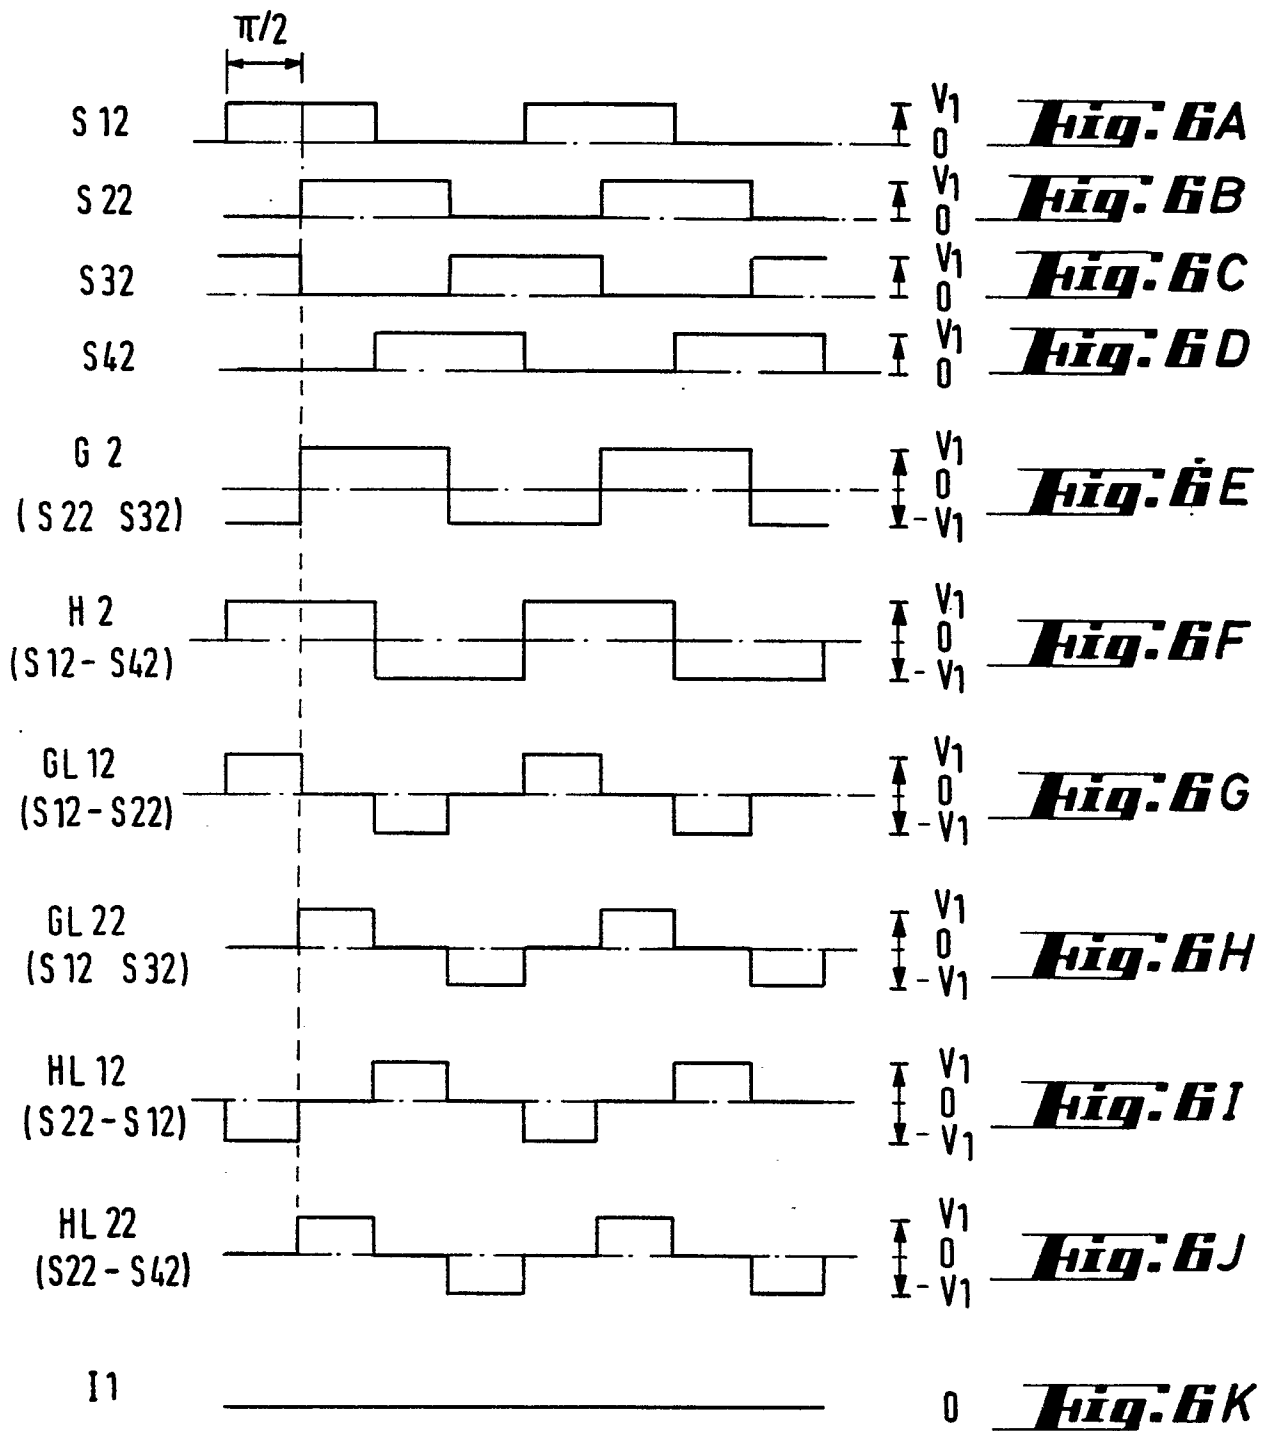 π/2
S 12 V1 0 Fig. 6A
S 22 V1 0 Fig. 6B
S32 V1 0 Fig. 6C
S42 V1 0 Fig. 6D
G 2 V1 0 -V1 Fig. 6E
(S22 S32)
H 2 V1 0 -V1 Fig. 6F
(S12-S42)
GL 12 V1 0 -V1 Fig. 6G
(S12-S22)
GL 22 V1 0 -V1 Fig. 6H
(S12 S32)
HL 12 V1 0 -V1 Fig. 6I
(S22-S12)
HL 22 V1 0 -V1 Fig. 6J
(S22-S42)
I1 0 Fig. 6K